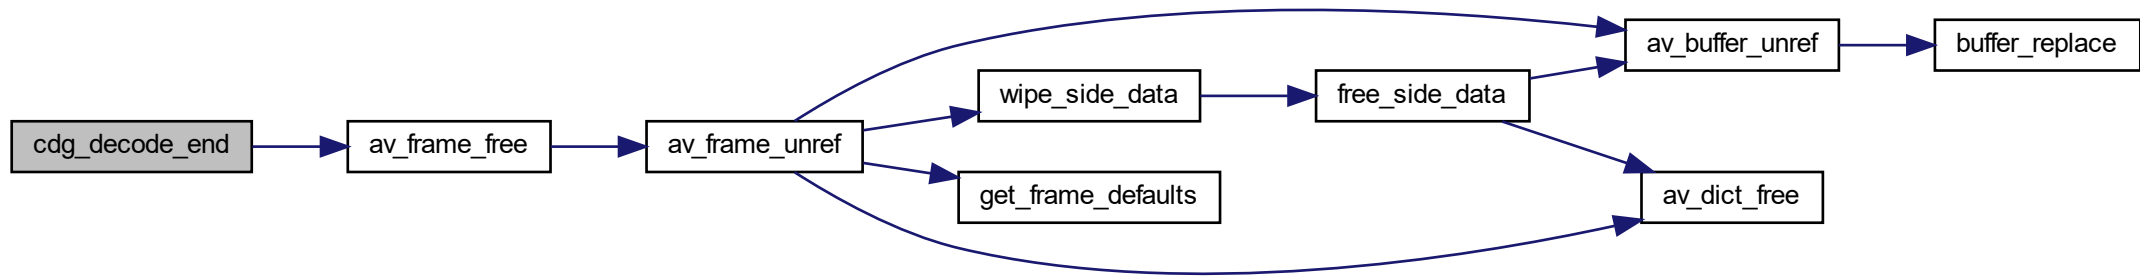 cdg_decode_end
av_frame_free
av_frame_unref
wipe_side_data
get_frame_defaults
free_side_data
av_buffer_unref
av_dict_free
buffer_replace